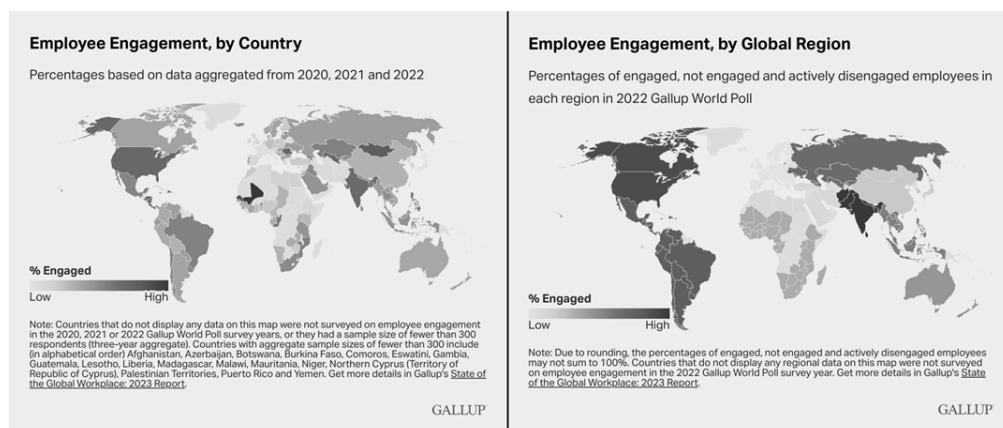 Employee Engagement, by Country
Percentages based on data aggregated from 2020, 2021 and 2022
% Engaged
Low High
Note: Countries that do not display any data on this map were not surveyed on employee engagement
in the 2020, 2021 or 2022 Gallup World Poll survey years, or they had a sample size of fewer than 300
respondents (three-year aggregate). Countries with aggregate sample sizes of fewer than 300 include
(in alphabetical order) Afghanistan, Azerbaijan, Botswana, Burkina Faso, Comoros, Eswatini, Gambia,
Guatemala, Lesotho, Liberia, Madagascar, Malawi, Mauritania, Niger, Northern Cyprus (Territory of
Republic of Cyprus), Palestinian Territories, Puerto Rico and Yemen. Get more details in Gallup's State of
the Global Workplace: 2023 Report.
GALLUP
Employee Engagement, by Global Region
Percentages of engaged, not engaged and actively disengaged employees in
each region in 2022 Gallup World Poll
% Engaged
Low High
Note: Due to rounding, the percentages of engaged, not engaged and actively disengaged employees
may not sum to 100%. Countries that do not display any regional data on this map were not surveyed
on employee engagement in the 2022 Gallup World Poll survey year. Get more details in Gallup's State
of the Global Workplace: 2023 Report.
GALLUP